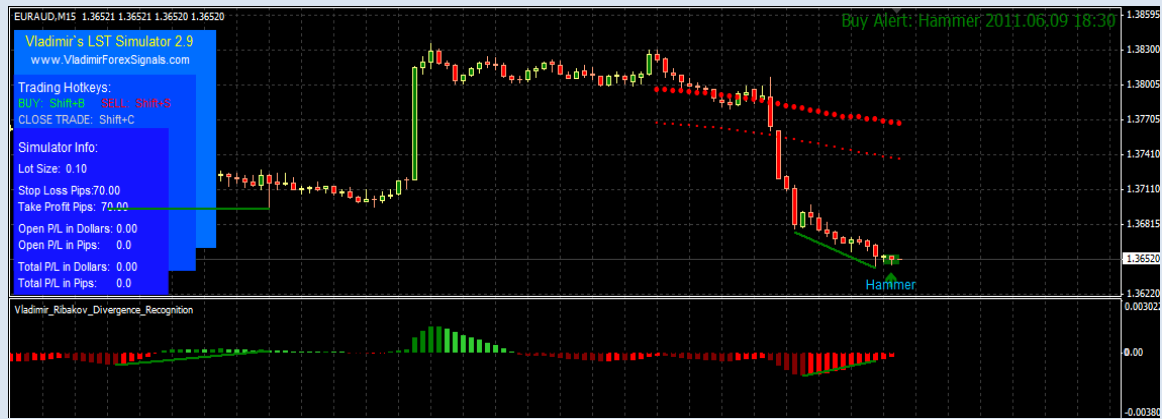 EURAUD,M15 1.36521 1.36521 1.36520 1.36520
Buy Alert: Hammer 2011.06.09 18:30
Vladimir`s LST Simulator 2.9
www.VladimirForexSignals.com
Trading Hotkeys:
BUY: Shift+B SELL: Shift+S
CLOSE TRADE: Shift+C
Simulator Info:
Lot Size: 0.10
Stop Loss Pips:70.00
Take Profit Pips: 70.00
Open P/L in Dollars: 0.00
Open P/L in Pips: 0.0
Total P/L in Dollars: 0.00
Total P/L in Pips: 0.0
Hammer
1.38595
1.38300
1.38005
1.37705
1.37410
1.37110
1.36815
1.36520
1.36220
Vladimir_Ribakov_Divergence_Recognition
0.00302
0.00
-0.00380